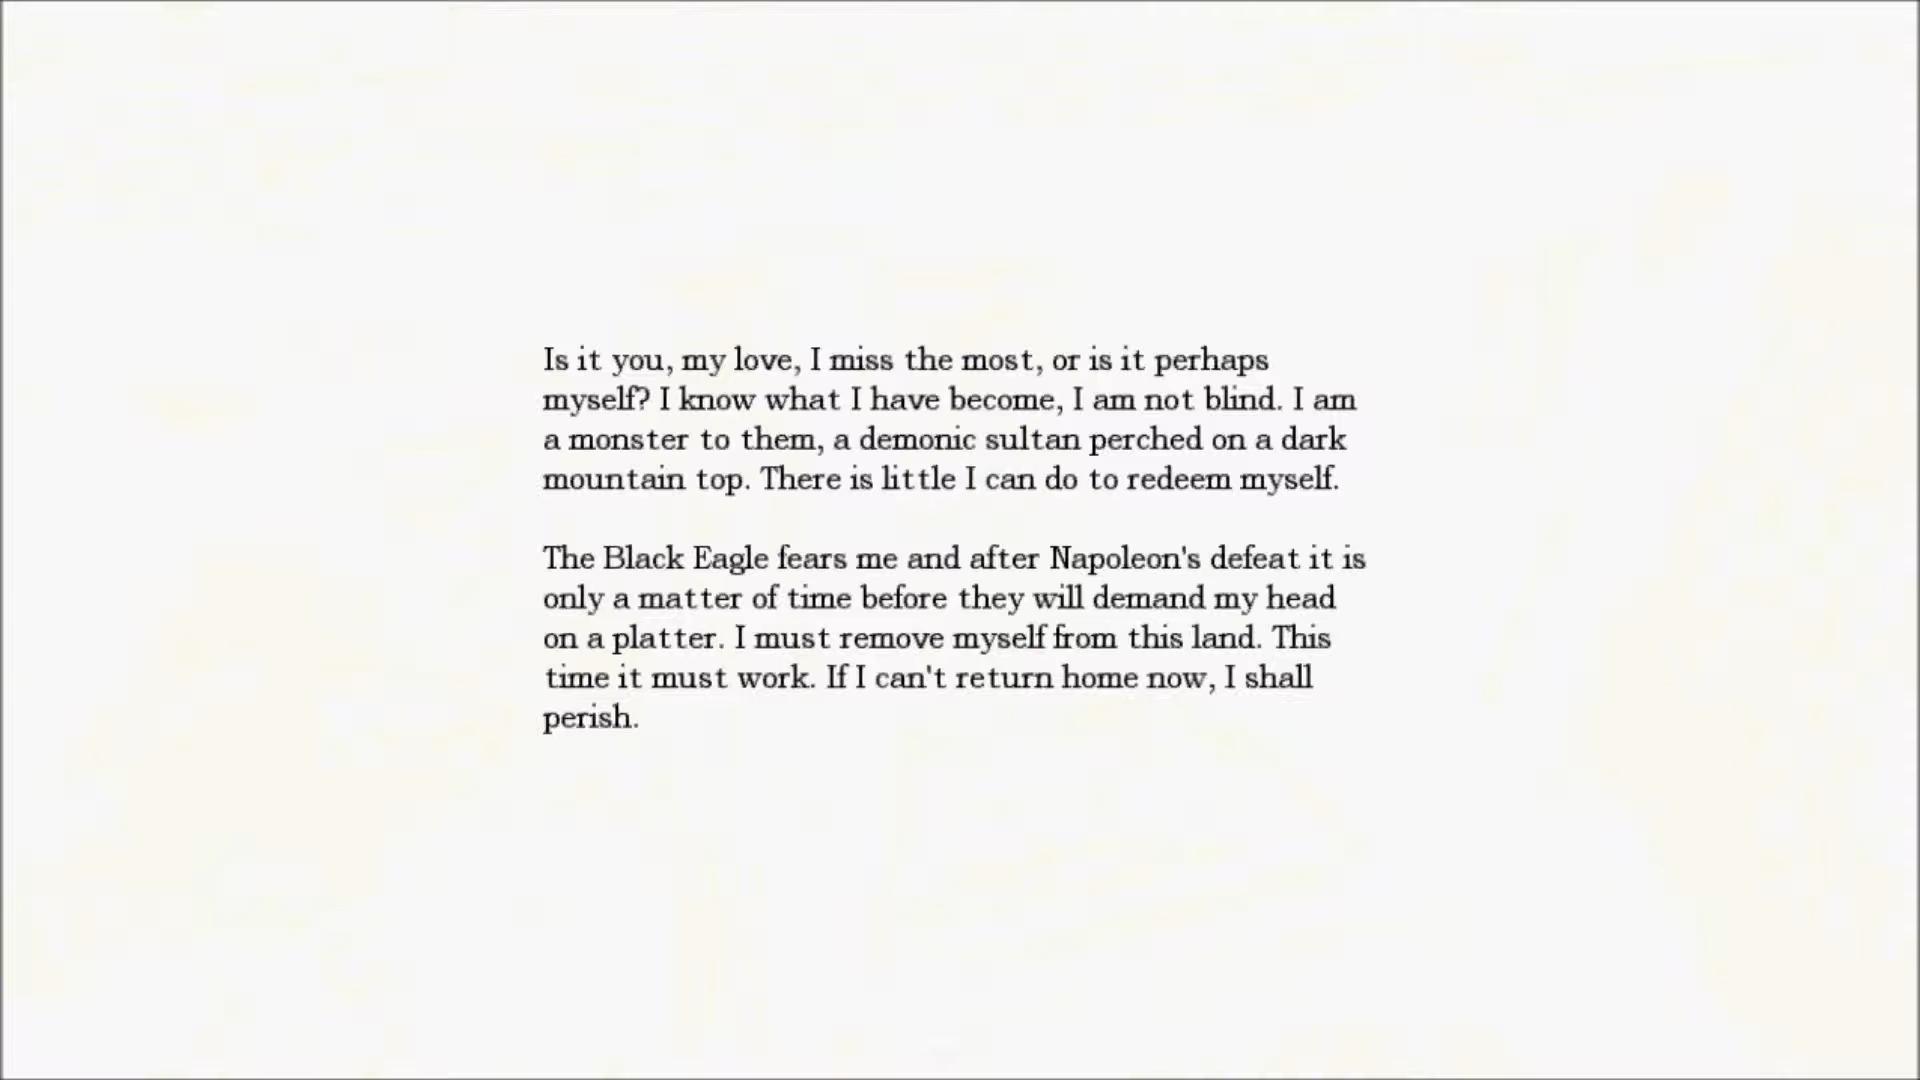 Is it you, my love, I miss the most, or is it perhaps
myself? I know what I have become, I am not blind. I am
a monster to them, a demonic sultan perched on a dark
mountain top. There is little I can do to redeem myself.
The Black Eagle fears me and after Napoleon's defeat it is
only a matter of time before they will demand my head
on a platter. I must remove myself from this land. This
time it must work. If I can't return home now, I shall
perish.